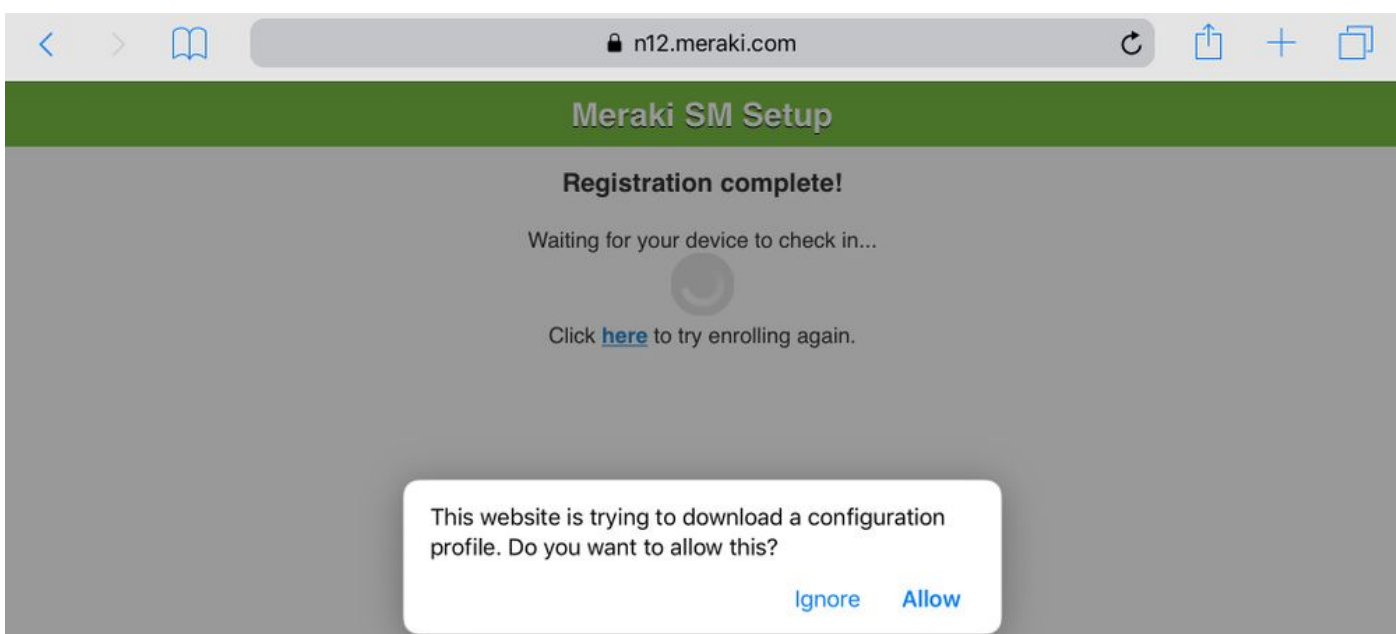 n12.meraki.com
Meraki SM Setup
Registration complete!
Waiting for your device to check in...
Click here to try enrolling again.
This website is trying to download a configuration
profile. Do you want to allow this?
Ignore Allow